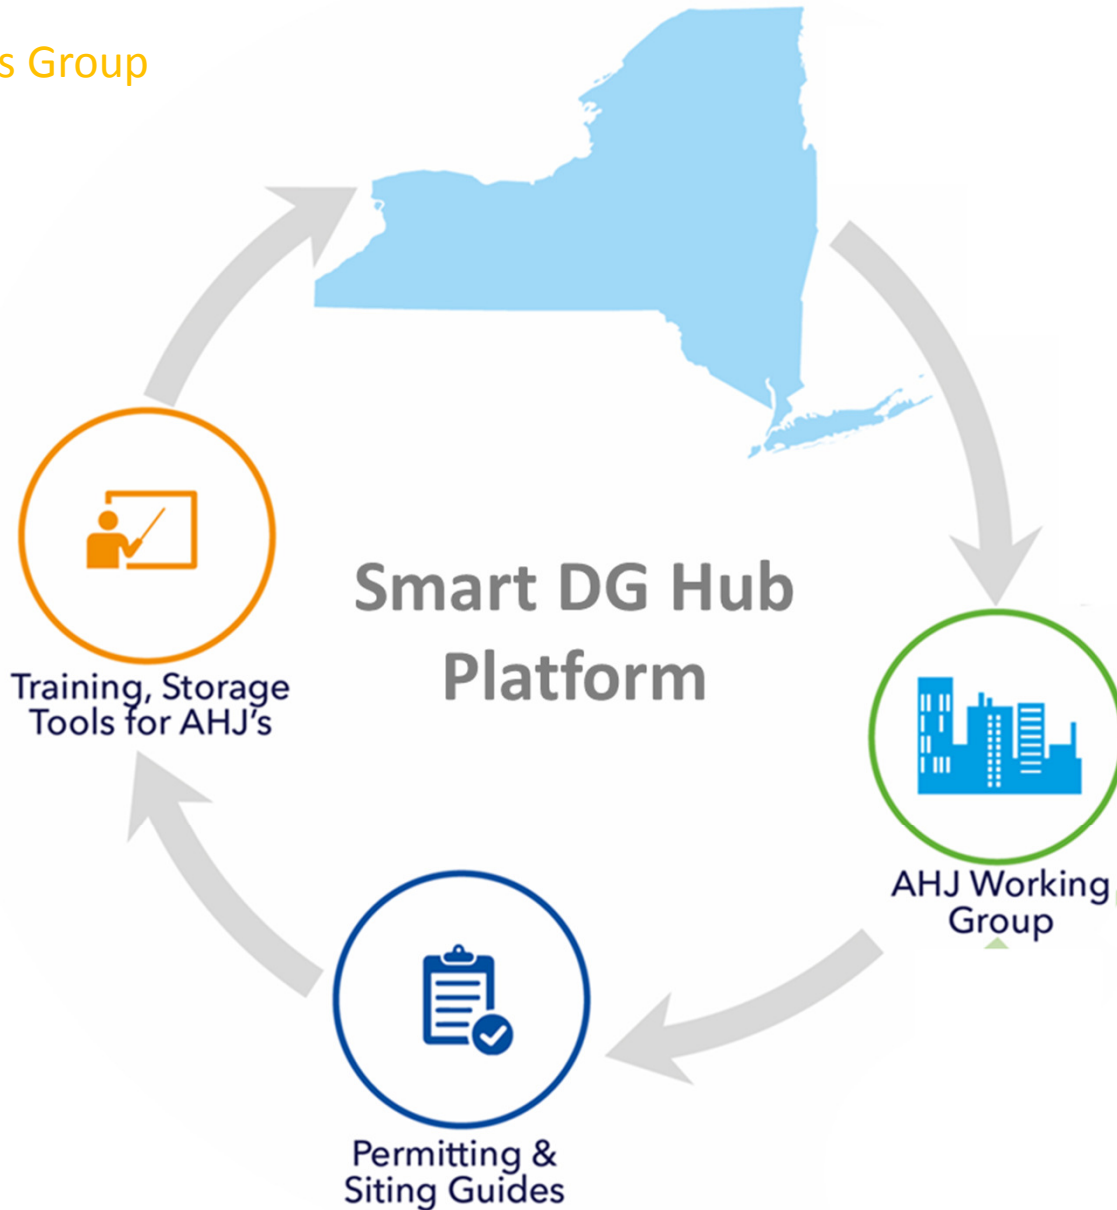 s Group
Smart DG Hub
Platform
Training, Storage
Tools for AHJ's
AHJ Working
Group
Permitting &
Siting Guides